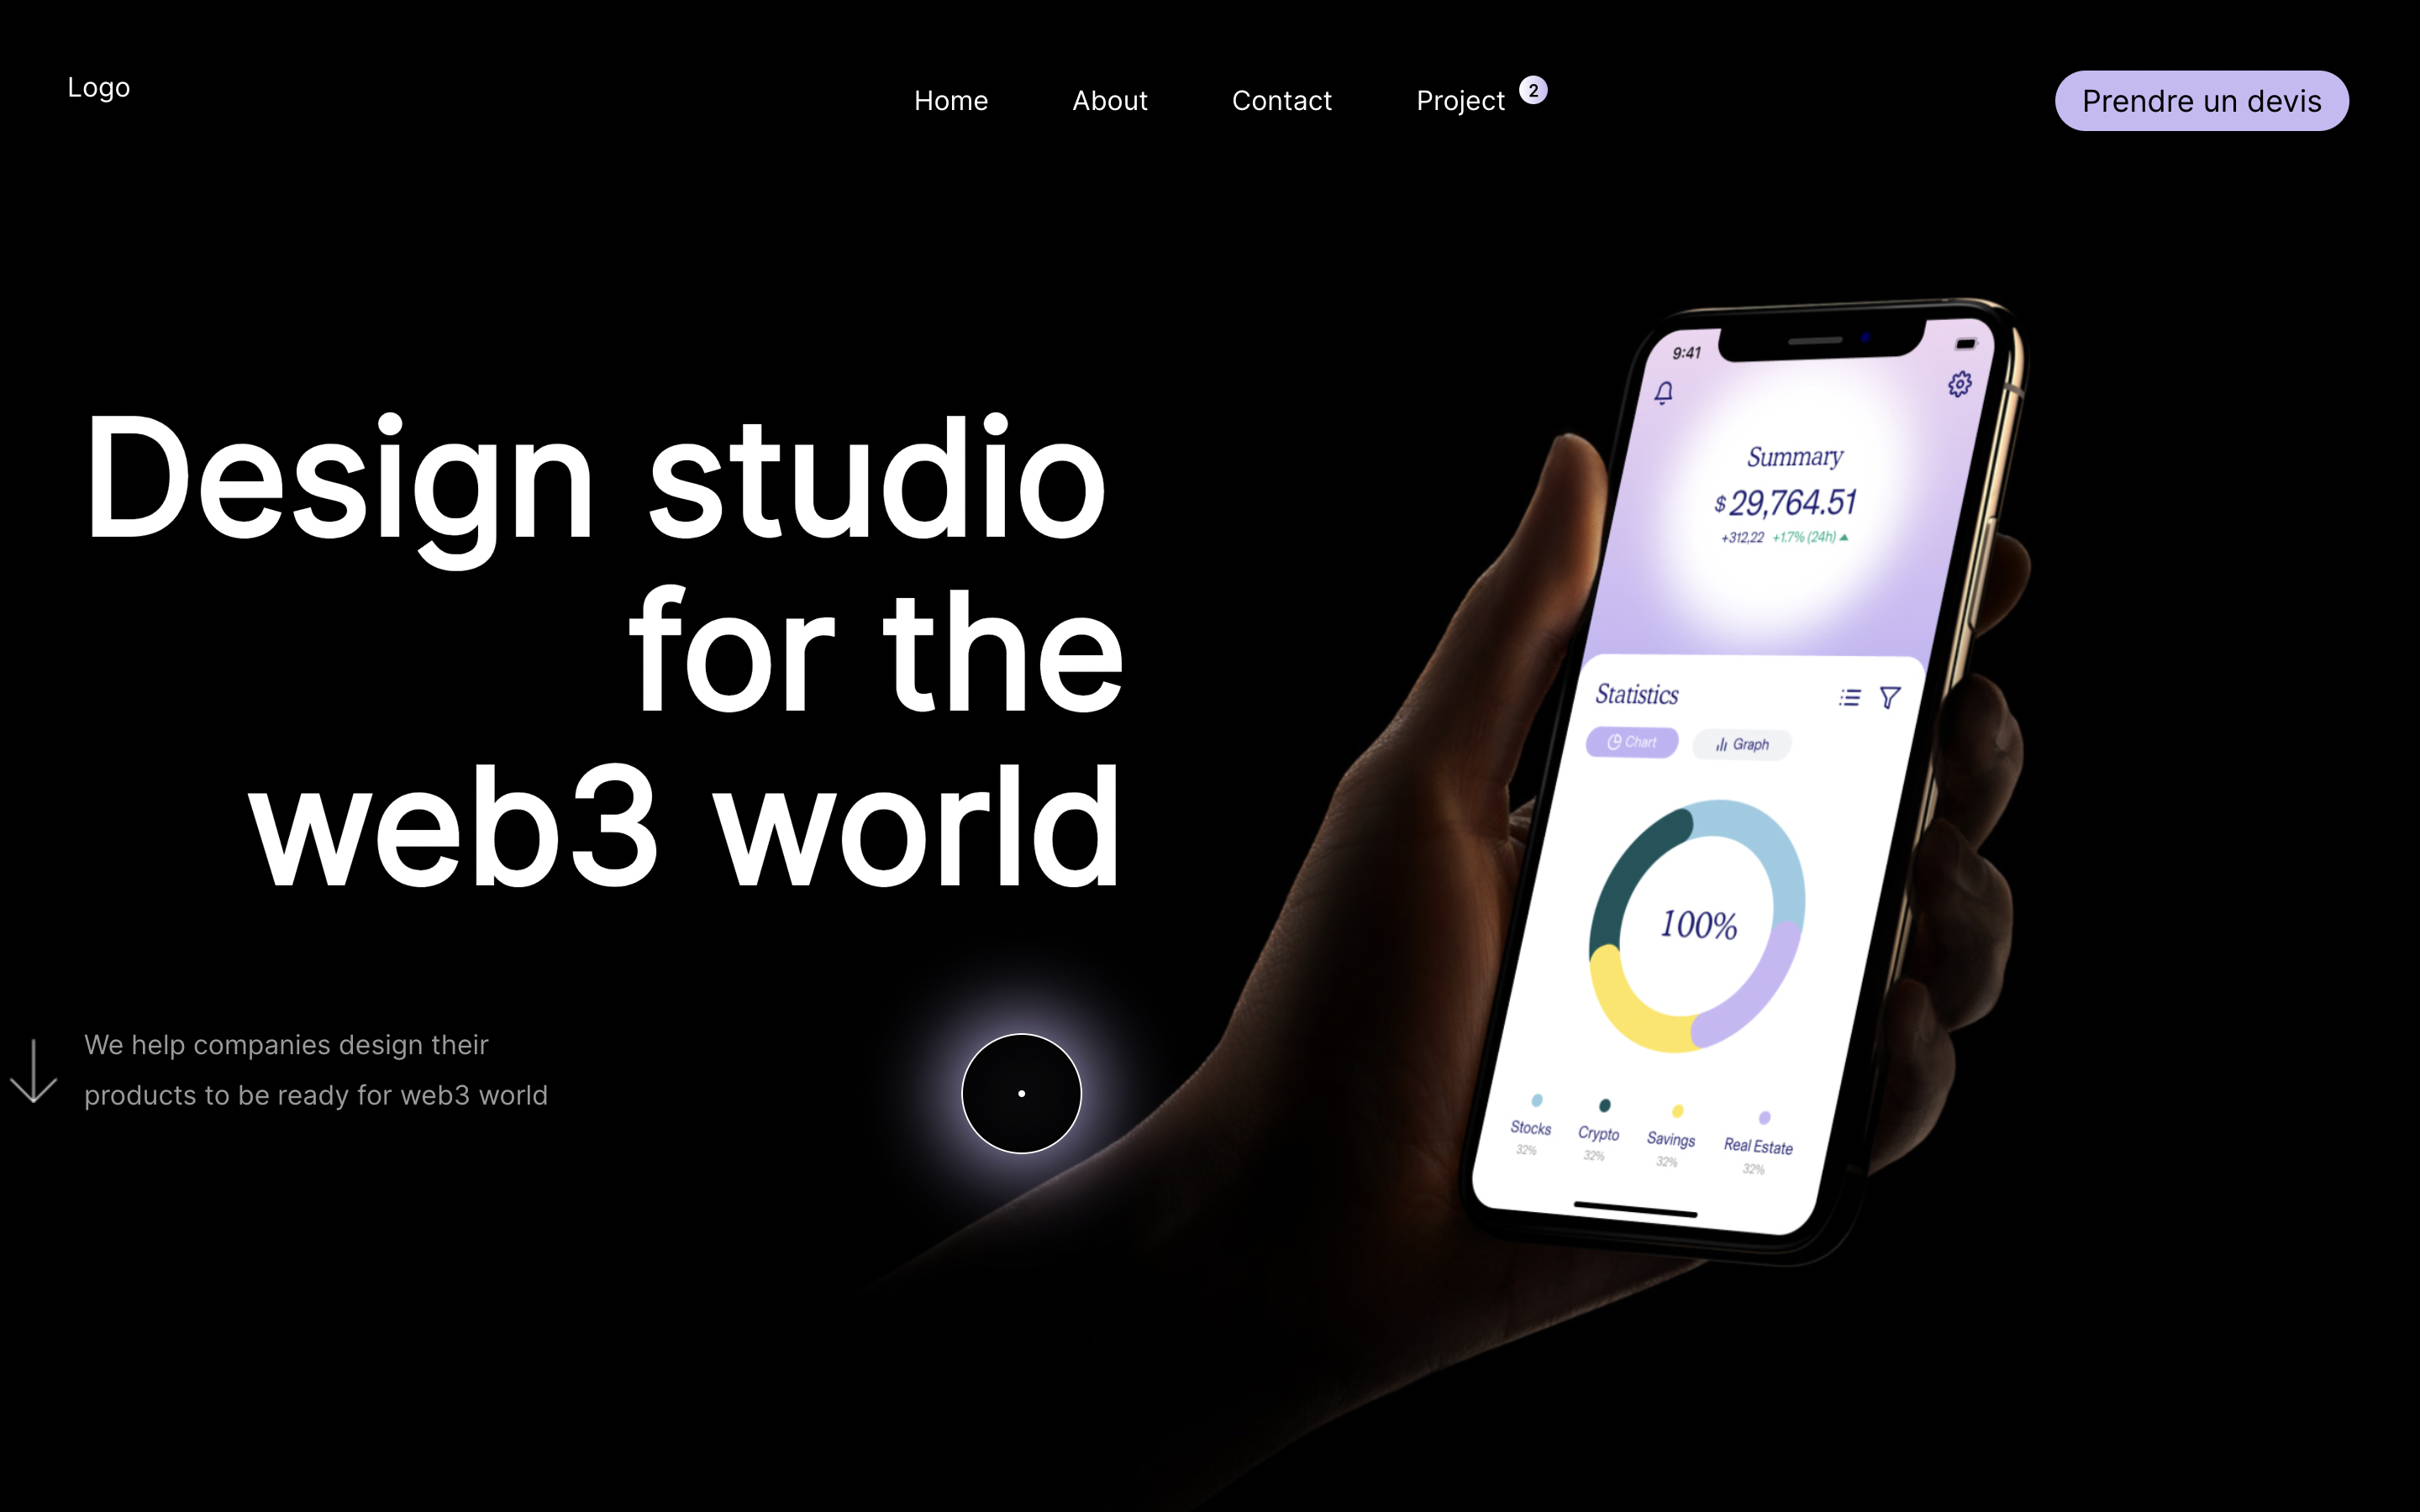 Logo
Home
About
Contact
Project
2
Prendre un devis
Design studio
for the
web3 world
We help companies design their
products to be ready for web3 world
9:41
Summary
$ 29,764.51
+312,22 +1.7% (24h)
Statistics
Chart
Graph
100%
Stocks
32%
Crypto
32%
Savings
32%
Real Estate
32%